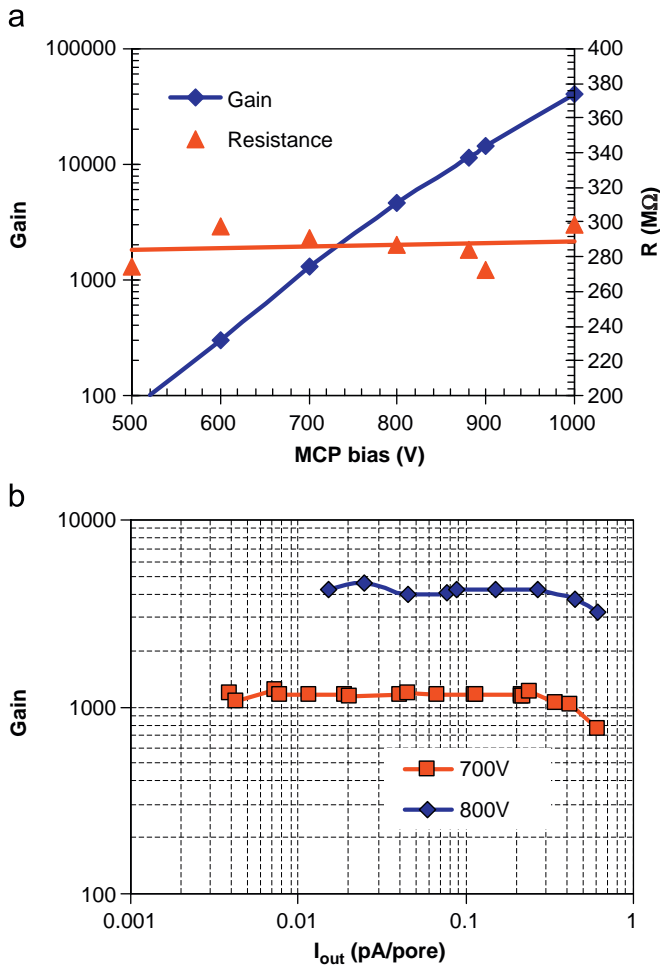 a
100000
10000
1000
100
Gain
Gain
Resistance
400
380
360
340
320
300
280
260
240
220
200
R (MΩ)
500 600 700 800 900 1000
MCP bias (V)
b
10000
1000
100
Gain
700V
800V
0.001 0.01 0.1 1
I_out (pA/pore)